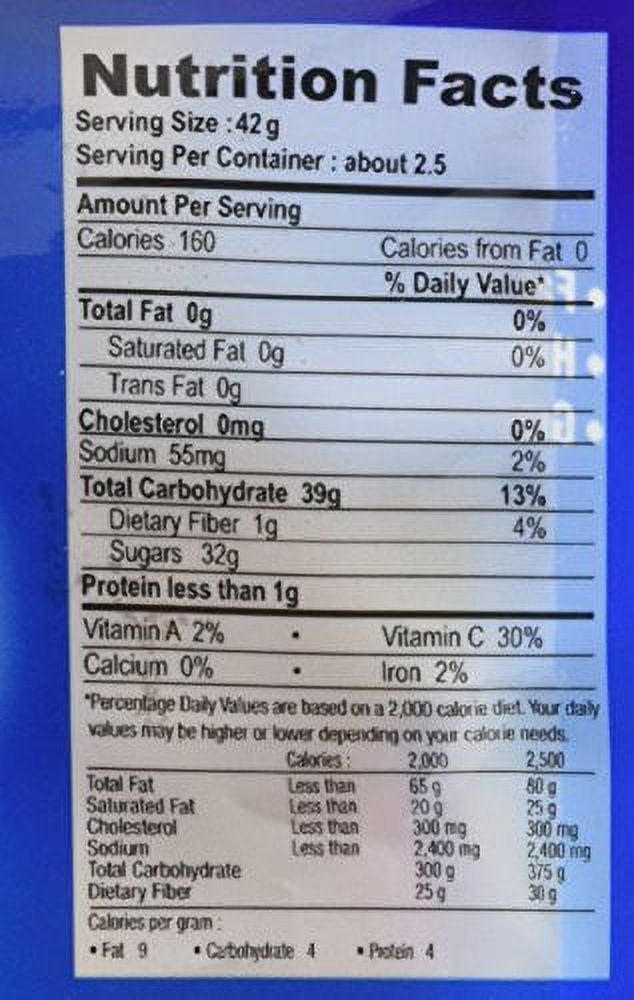 Nutrition Facts
Serving Size :42g
Serving Per Container : about 2.5
Amount Per Serving
Calories 160 Calories from Fat 0
% Daily Value*
Total Fat 0g 0%
Saturated Fat 0g 0%
Trans Fat 0g
Cholesterol 0mg 0%
Sodium 55mg 2%
Total Carbohydrate 39g 13%
Dietary Fiber 1g 4%
Sugars 32g
Protein less than 1g
Vitamin A 2% • Vitamin C 30%
Calcium 0% • Iron 2%
*Percentage Daily Values are based on a 2,000 calorie diet. Your daily
values may be higher or lower depending on your calorie needs.
Calories : 2,000 2,500
Total Fat Less than 65 g 80 g
Saturated Fat Less than 20 g 25 g
Cholesterol Less than 300 mg 300 mg
Sodium Less than 2,400 mg 2,400 mg
Total Carbohydrate 300 g 375 g
Dietary Fiber 25 g 30 g
Calories per gram :
• Fat 9 • Carbohydrate 4 • Protein 4